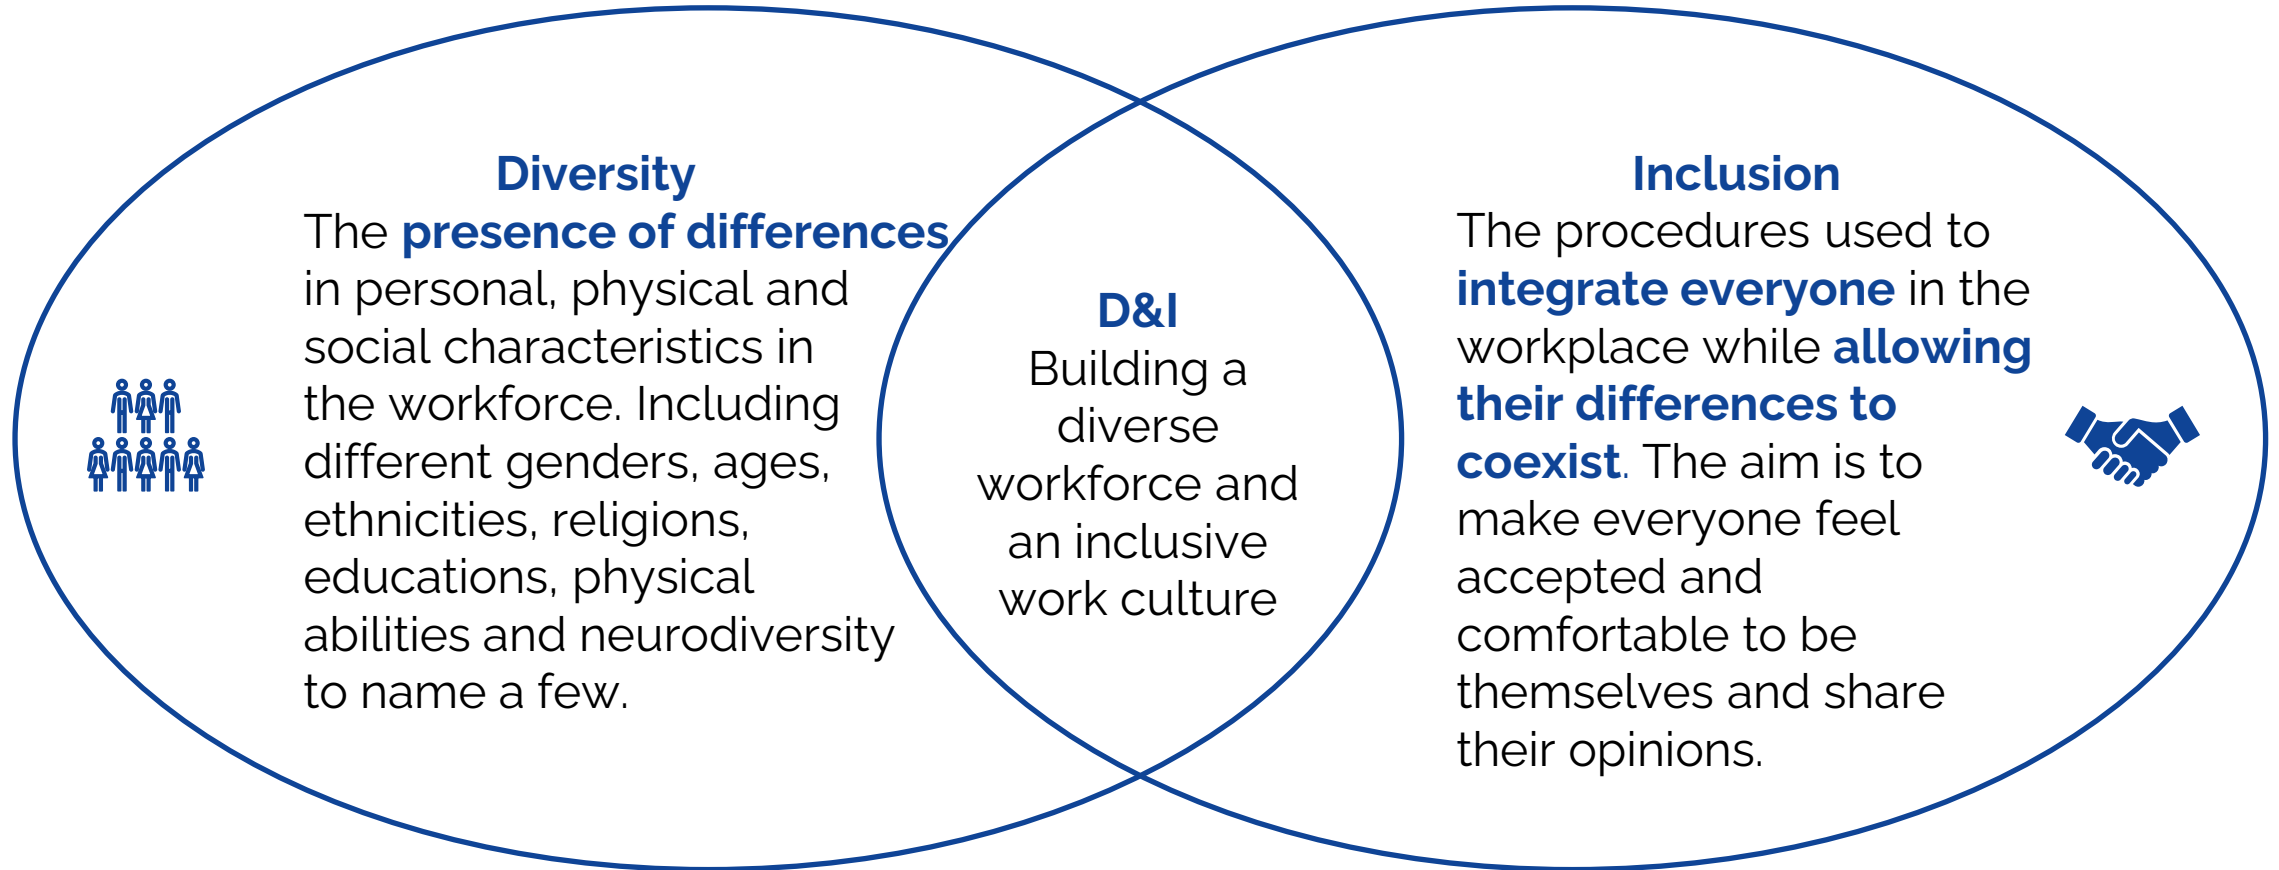 Diversity
The presence of differences
in personal, physical and
social characteristics in
the workforce. Including
different genders, ages,
ethnicities, religions,
educations, physical
abilities and neurodiversity
to name a few.
D&I
Building a
diverse
workforce and
an inclusive
work culture
Inclusion
The procedures used to
integrate everyone in the
workplace while allowing
their differences to
coexist. The aim is to
make everyone feel
accepted and
comfortable to be
themselves and share
their opinions.